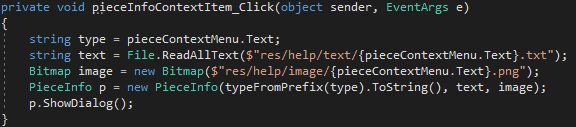 private void pieceInfoContextItem_Click(object sender, EventArgs e)
{
string type = pieceContextMenu.Text;
string text = File.ReadAllText($"res/help/text/{pieceContextMenu.Text}.txt");
Bitmap image = new Bitmap($"res/help/image/{pieceContextMenu.Text}.png");
PieceInfo p = new PieceInfo(typeFromPrefix(type).ToString(), text, image);
p.ShowDialog();
}